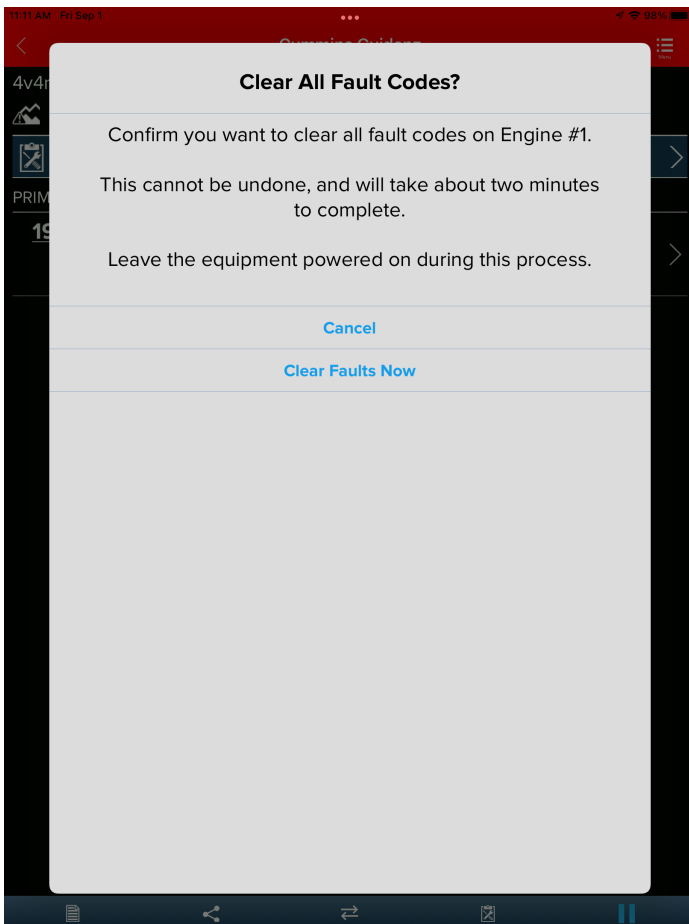 11:11 AM Fri Sep 1
98%
Menu
Clear All Fault Codes?
Confirm you want to clear all fault codes on Engine #1.
This cannot be undone, and will take about two minutes
to complete.
Leave the equipment powered on during this process.
Cancel
Clear Faults Now